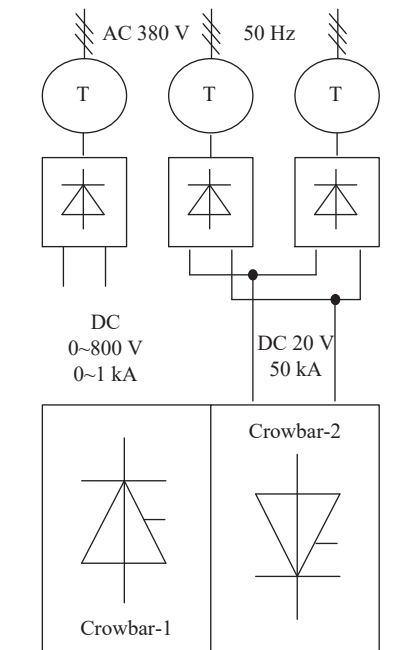 AC 380 V 50 Hz
T T T
DC
0~800 V
0~1 kA
DC 20 V
50 kA
Crowbar-2
Crowbar-1